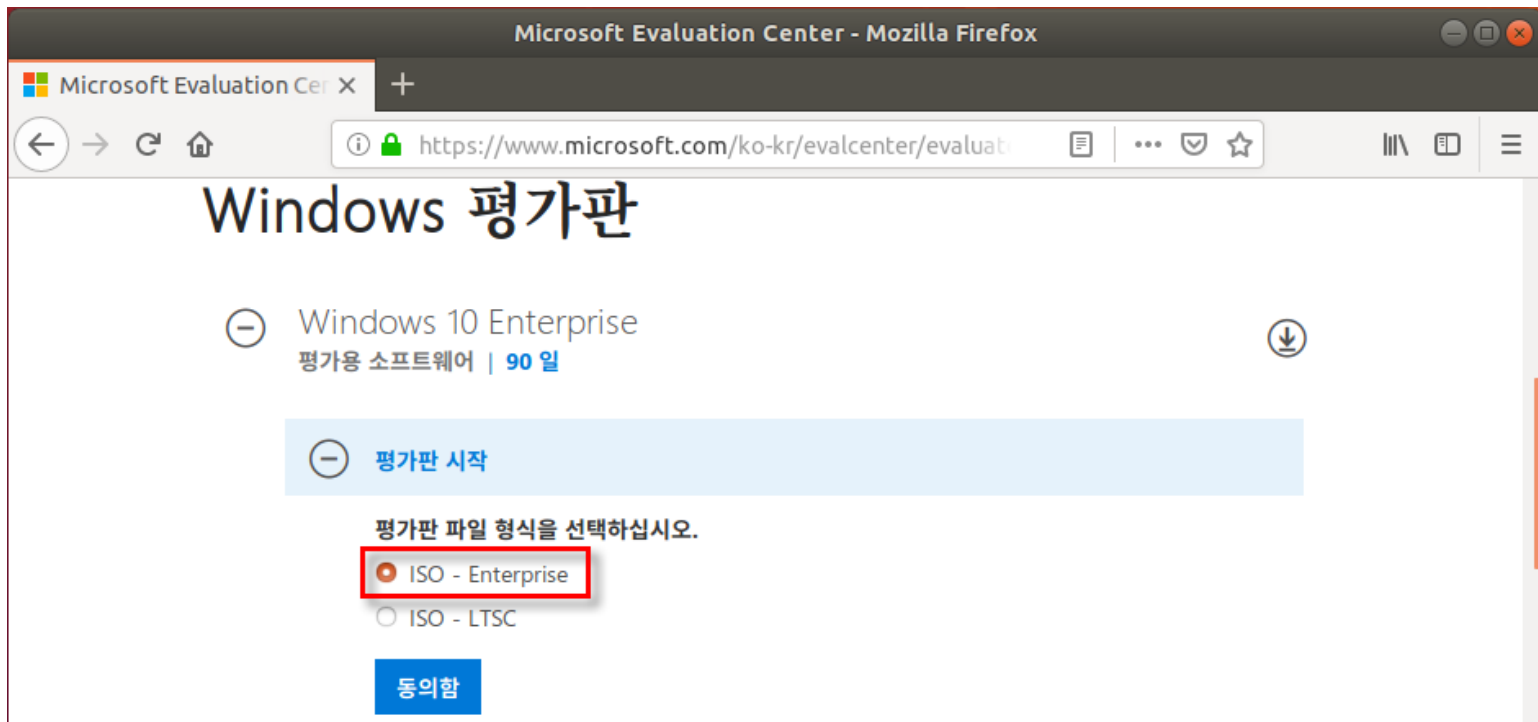 Microsoft Evaluation Center - Mozilla Firefox
Microsoft Evaluation Cer
https://www.microsoft.com/ko-kr/evalcenter/evaluat
Windows 평가판
Windows 10 Enterprise
평가용 소프트웨어 | 90 일
평가판 시작
평가판 파일 형식을 선택하십시오.
ISO - Enterprise
ISO - LTSC
동의함